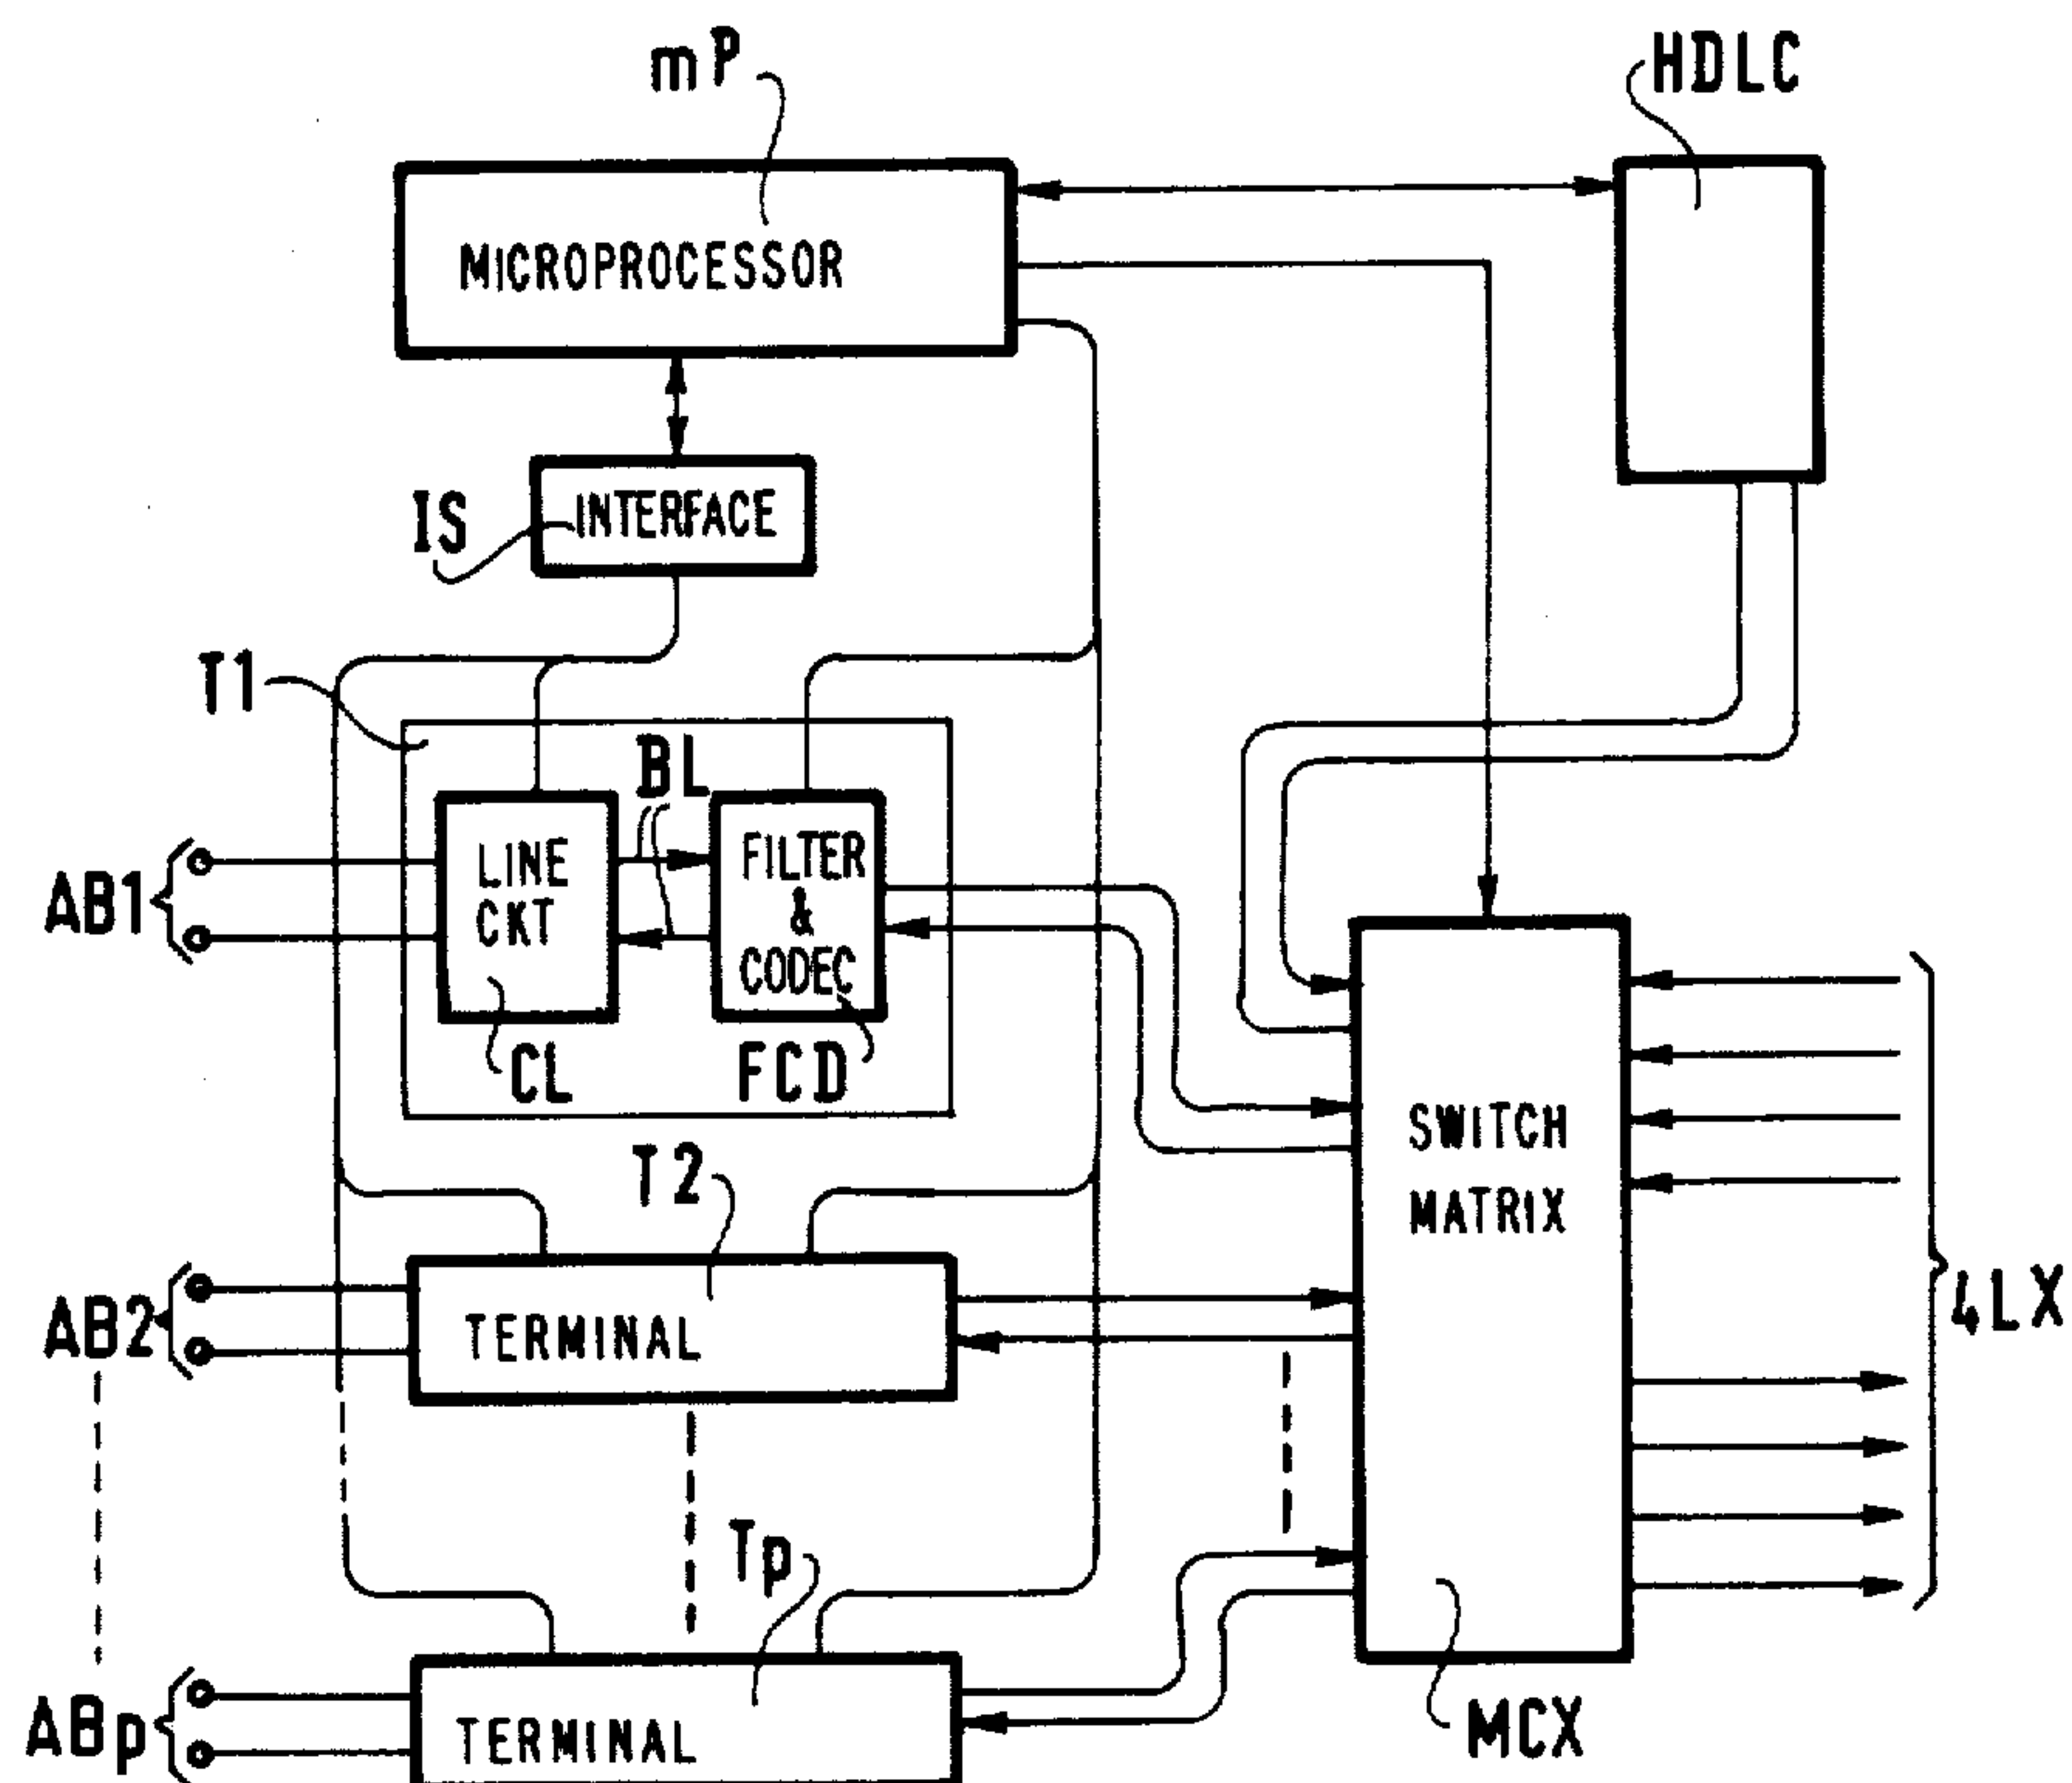 mP
HDLC
MICROPROCESSOR
IS
INTERFACE
T1
BL
LINE
CKT
FILTER
&
CODEC
AB1
CL
FCD
SWITCH
MATRIX
T2
AB2
TERMINAL
4LX
Tp
ABp
TERMINAL
MCX